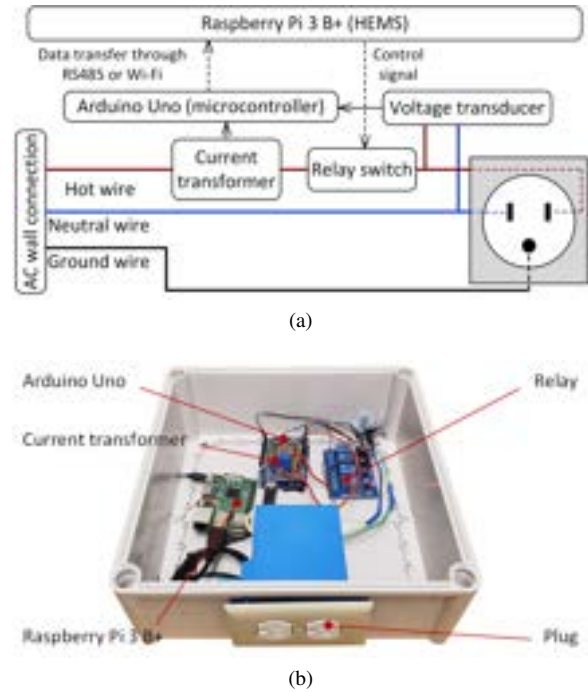 Raspberry Pi 3 B+ (HEMS)
Data transfer through
RS485 or Wi-Fi
Control
signal
Arduino Uno (microcontroller)
Voltage transducer
AC wall connection
Current
transformer
Relay switch
Hot wire
Neutral wire
Ground wire
(a)
Arduino Uno
Relay
Current transformer
Raspberry Pi 3 B+
Plug
(b)